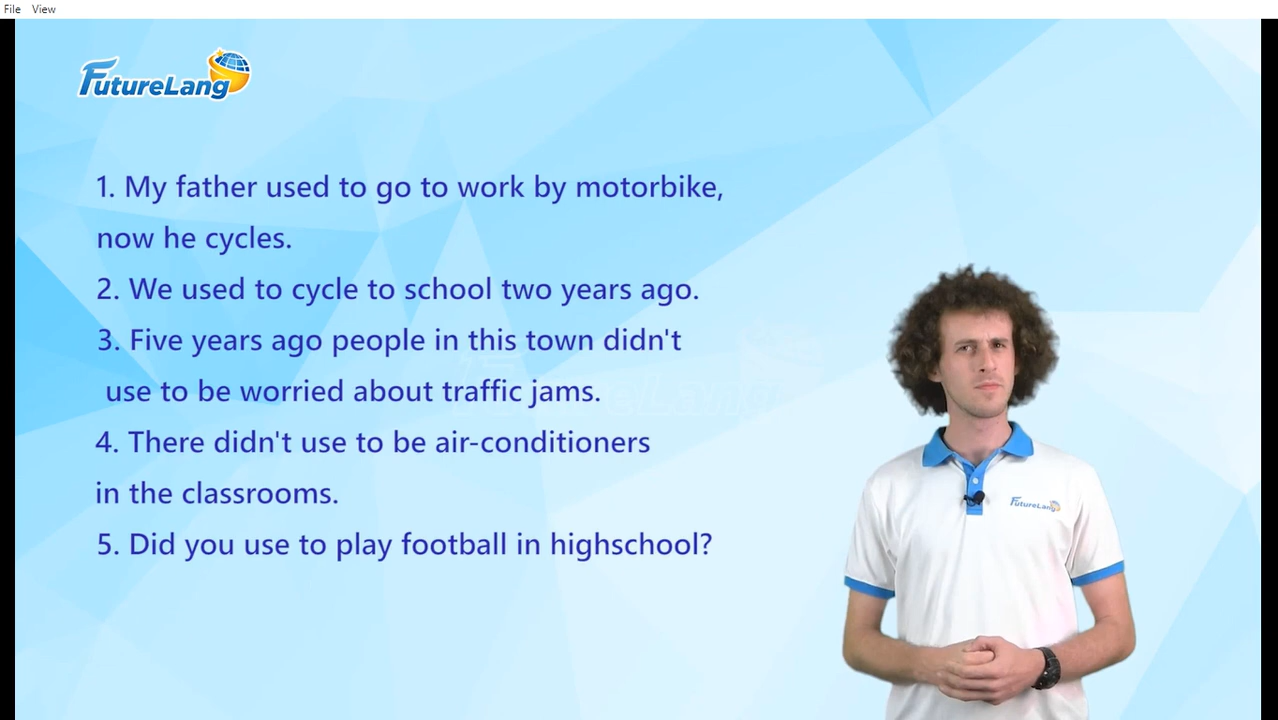 File View
FutureLang
1. My father used to go to work by motorbike,
now he cycles.
2. We used to cycle to school two years ago.
3. Five years ago people in this town didn't
use to be worried about traffic jams.
4. There didn't use to be air-conditioners
in the classrooms.
5. Did you use to play football in highschool?
FutureLang
FutureLang